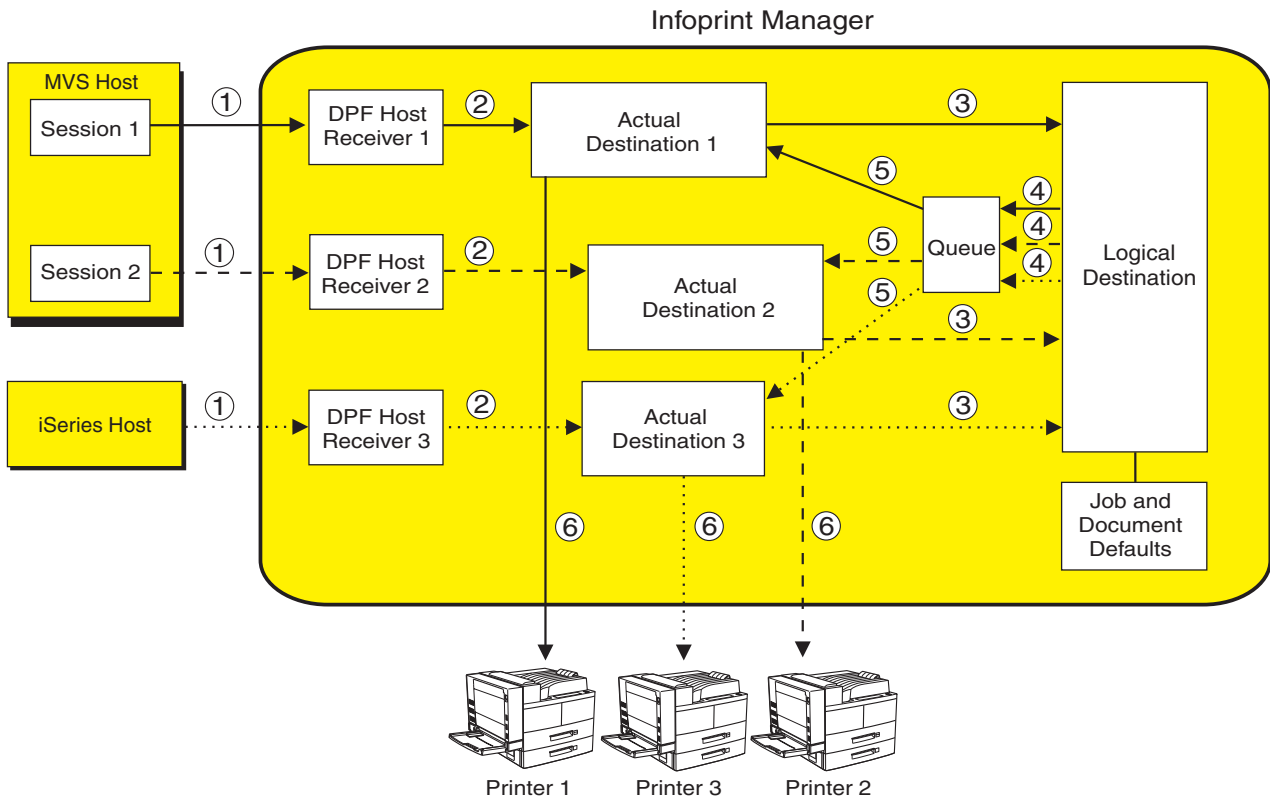 Infoprint Manager
MVS Host
Session 1
①
DPF Host
Receiver 1
②
Actual
Destination 1
③
⑤
④
Session 2
①
DPF Host
Receiver 2
②
Actual
Destination 2
⑤
Queue
④
④
⑤
③
Logical
Destination
iSeries Host
①
DPF Host
Receiver 3
②
Actual
Destination 3
③
Job and
Document
Defaults
⑥
⑥
⑥
Printer 1
Printer 3
Printer 2